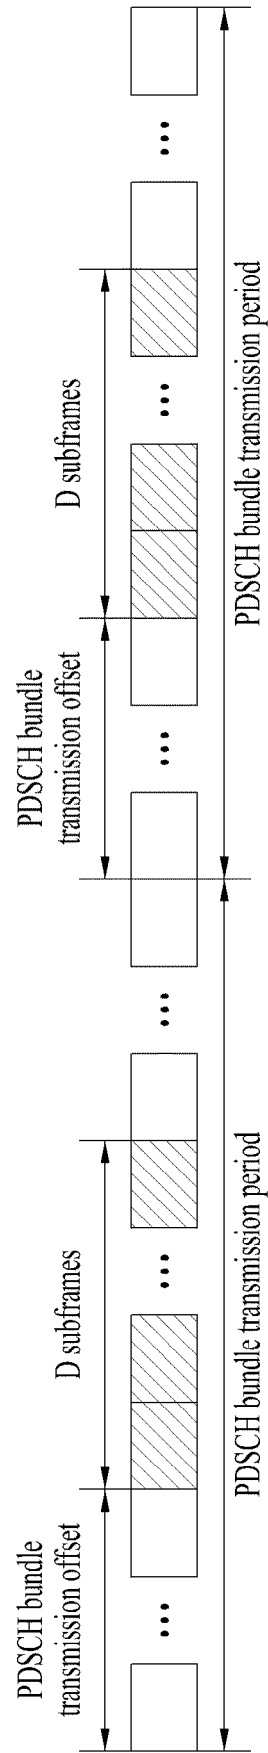 PDSCH bundle
transmission offset
D subframes
PDSCH bundle
transmission offset
D subframes
PDSCH bundle transmission period
PDSCH bundle transmission period